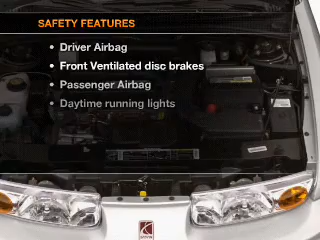 SAFETY FEATURES
• Driver Airbag
• Front Ventilated disc brakes
• Passenger Airbag
• Daytime running lights